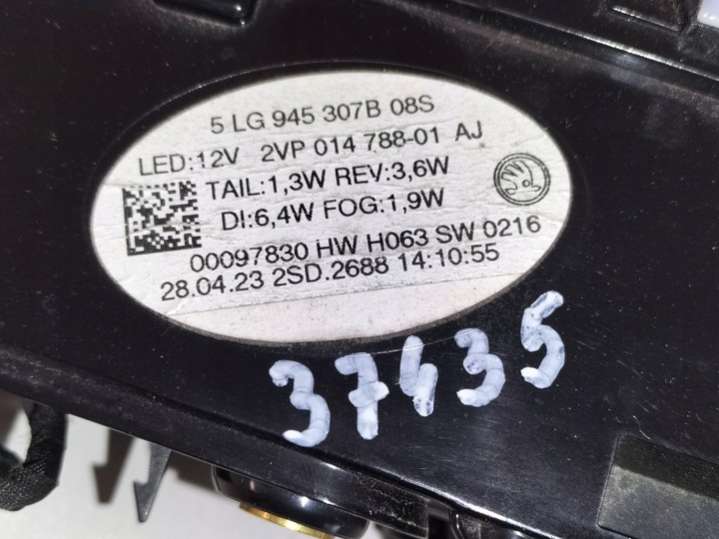 5 LG 945 307B 08S
LED:12V 2VP 014 788-01 AJ
TAIL:1,3W REV:3,6W
DI:6,4W FOG:1,9W
00097830 HW H063 SW 0216
28.04.23 2SD.2688 14:10:55
37435